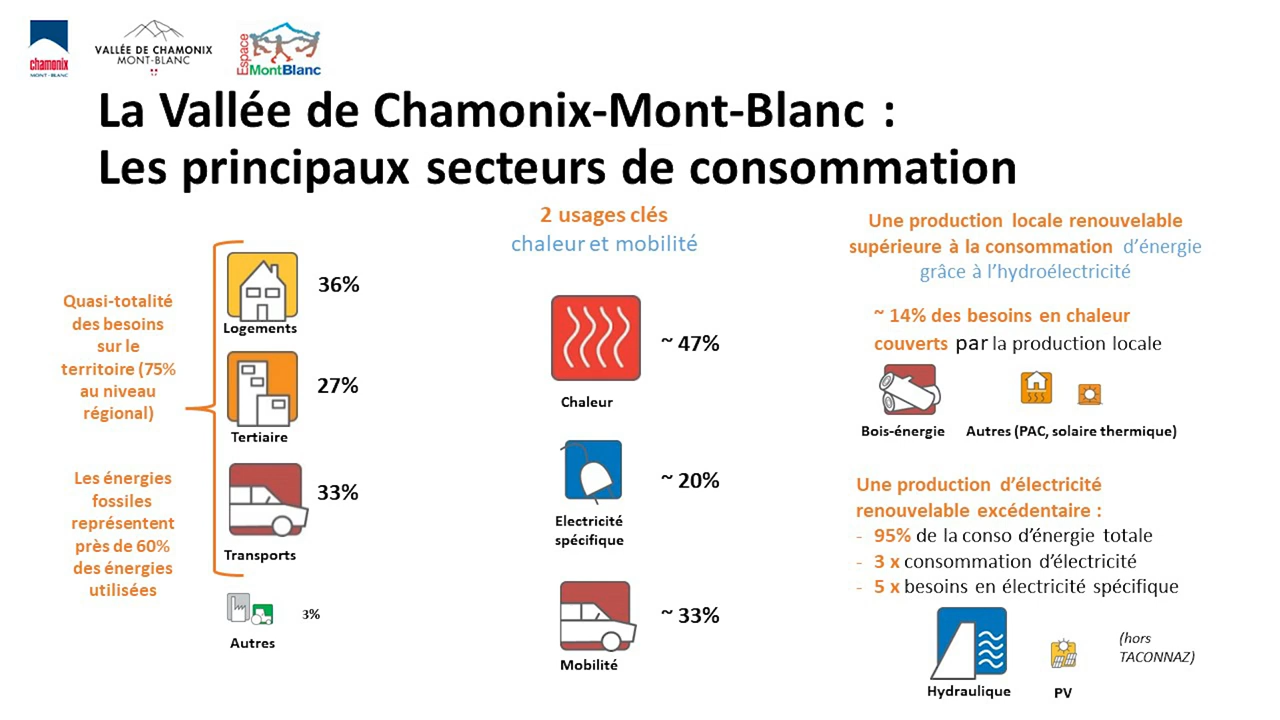 chamonix
MONT-BLANC
VALLÉE DE CHAMONIX
MONT-BLANC
Espace
MontBlanc
La Vallée de Chamonix-Mont-Blanc :
Les principaux secteurs de consommation
Quasi-totalité
des besoins
sur le
territoire (75%
au niveau
régional)
Les énergies
fossiles
représentent
près de 60%
des énergies
utilisées
36%
Logements
27%
Tertiaire
33%
Transports
3%
Autres
2 usages clés
chaleur et mobilité
~ 47%
Chaleur
~ 20%
Electricité
spécifique
~ 33%
Mobilité
Une production locale renouvelable
supérieure à la consommation d’énergie
grâce à l’hydroélectricité
~ 14% des besoins en chaleur
couverts par la production locale
Bois-énergie
Autres (PAC, solaire thermique)
Une production d’électricité
renouvelable excédentaire :
- 95% de la conso d’énergie totale
- 3 x consommation d’électricité
- 5 x besoins en électricité spécifique
(hors
TACONNAZ)
Hydraulique
PV